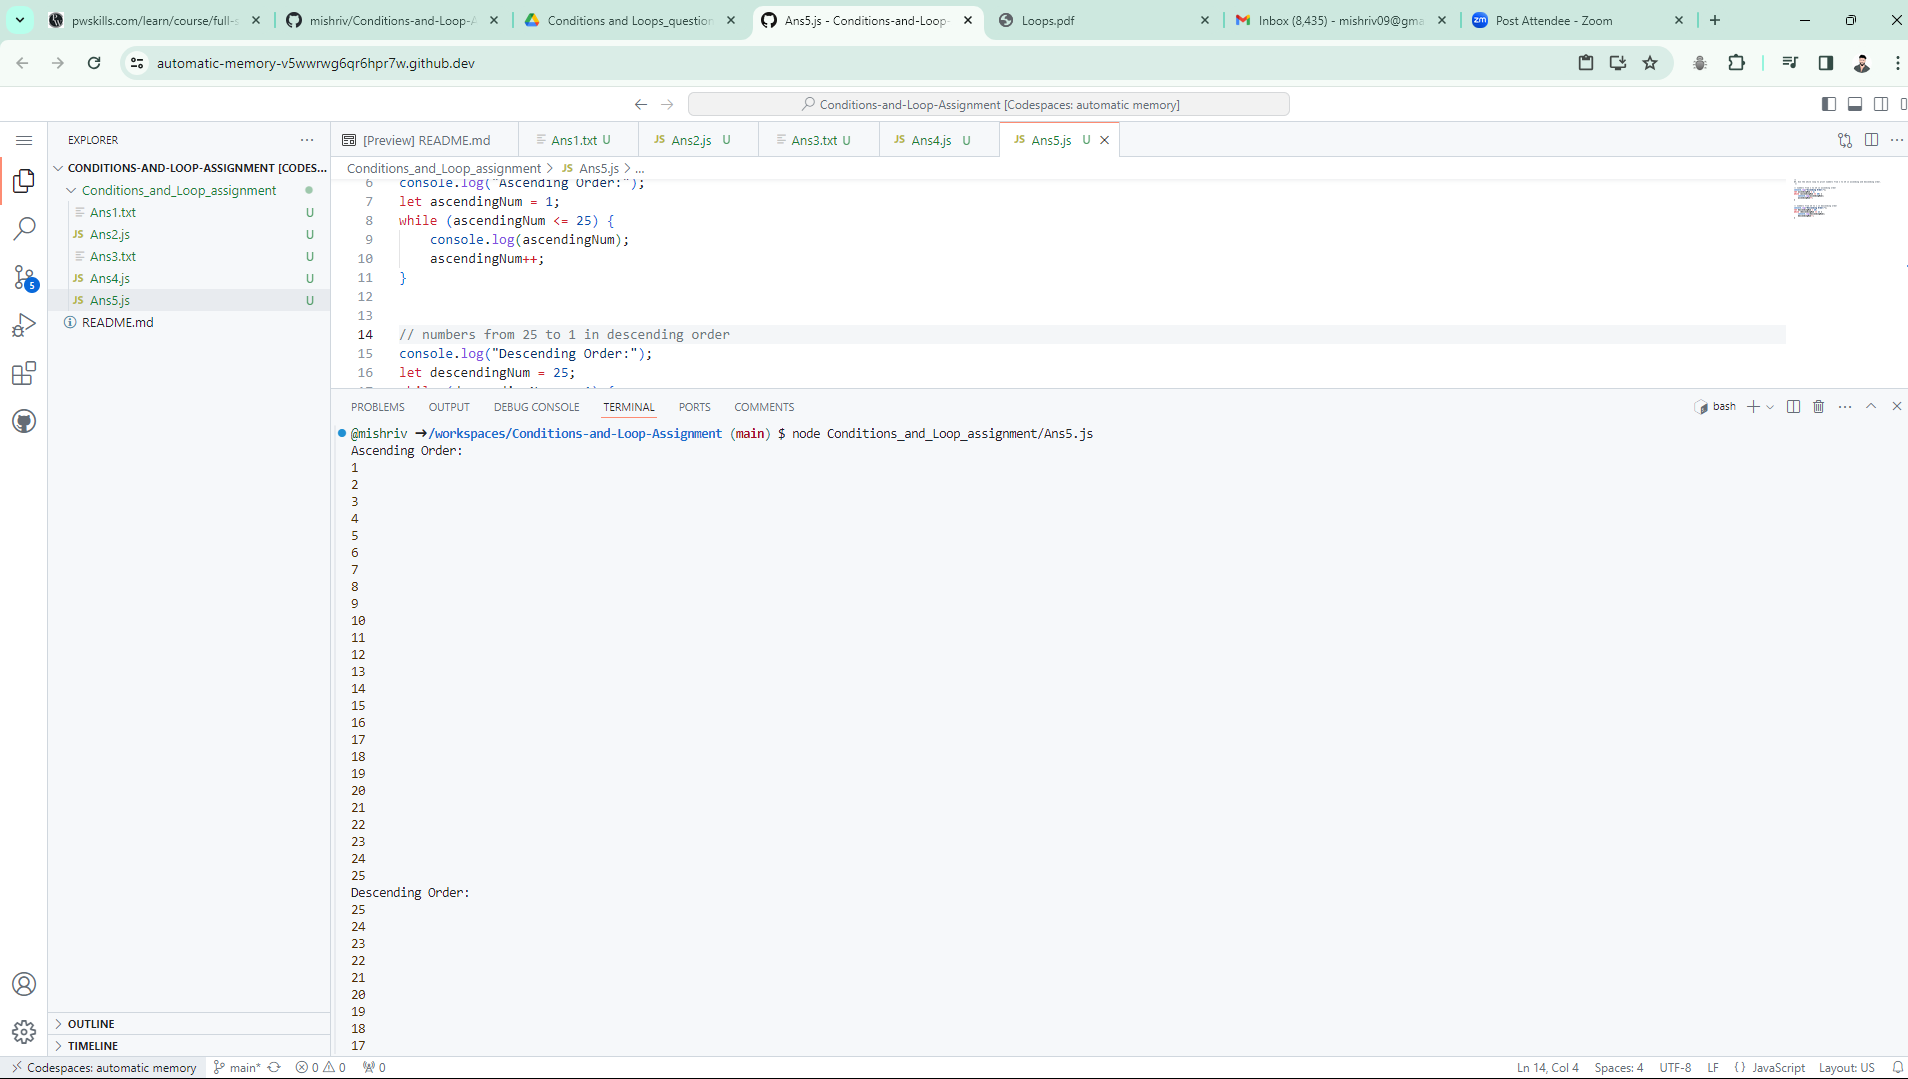 pwskills.com/learn/course/full-s
mishriv/Conditions-and-Loop-A
Conditions and Loops_question
Ans5.js - Conditions-and-Loop-
Loops.pdf
Inbox (8,435) - mishriv09@gma
zm Post Attendee - Zoom
automatic-memory-v5wwrwg6qr6hpr7w.github.dev
Conditions-and-Loop-Assignment [Codespaces: automatic memory]
EXPLORER
CONDITIONS-AND-LOOP-ASSIGNMENT [CODES...
Conditions_and_Loop_assignment
Ans1.txt U
JS Ans2.js U
Ans3.txt U
JS Ans4.js U
JS Ans5.js U
README.md
5
OUTLINE
TIMELINE
[Preview] README.md
Ans1.txt U
JS Ans2.js U
Ans3.txt U
JS Ans4.js U
JS Ans5.js U
Conditions_and_Loop_assignment > JS Ans5.js > ...
6 console.log("Ascending Order:");
7 let ascendingNum = 1;
8 while (ascendingNum <= 25) {
9 console.log(ascendingNum);
10 ascendingNum++;
11 }
12
13
14 // numbers from 25 to 1 in descending order
15 console.log("Descending Order:");
16 let descendingNum = 25;
PROBLEMS OUTPUT DEBUG CONSOLE TERMINAL PORTS COMMENTS
bash
@mishriv ➜/workspaces/Conditions-and-Loop-Assignment (main) $ node Conditions_and_Loop_assignment/Ans5.js
Ascending Order:
1
2
3
4
5
6
7
8
9
10
11
12
13
14
15
16
17
18
19
20
21
22
23
24
25
Descending Order:
25
24
23
22
21
20
19
18
17
Codespaces: automatic memory main* 0 0 0
Ln 14, Col 4 Spaces: 4 UTF-8 LF {} JavaScript Layout: US